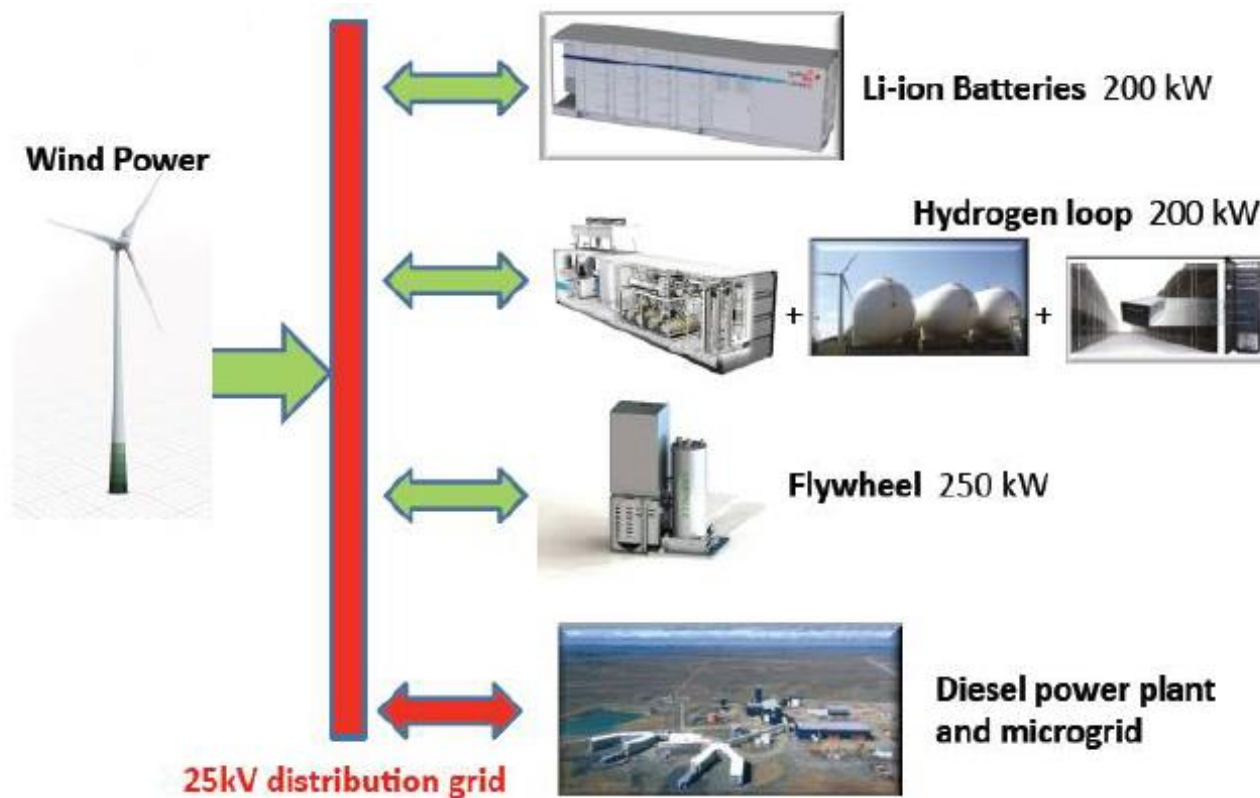 Li-ion Batteries 200 kW
Wind Power
Hydrogen loop 200 kW
+
+
Flywheel 250 kW
Diesel power plant
and microgrid
25kV distribution grid